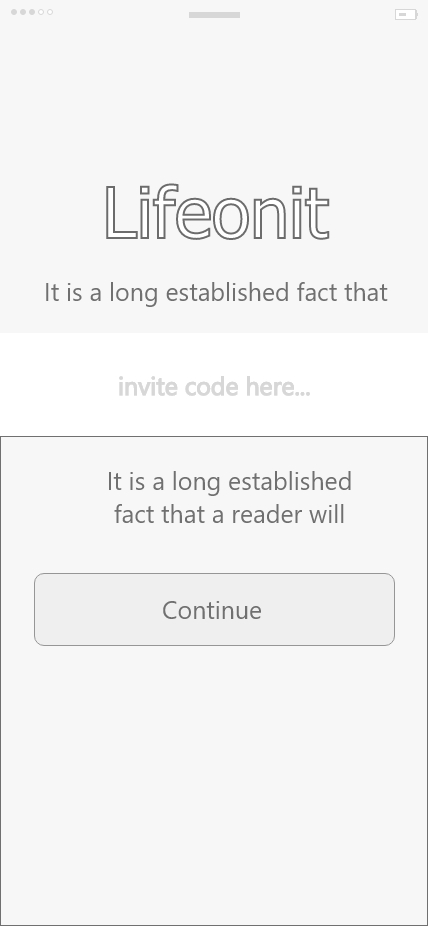 Lifeonit
It is a long established fact that
invite code here...
It is a long established
fact that a reader will
Continue